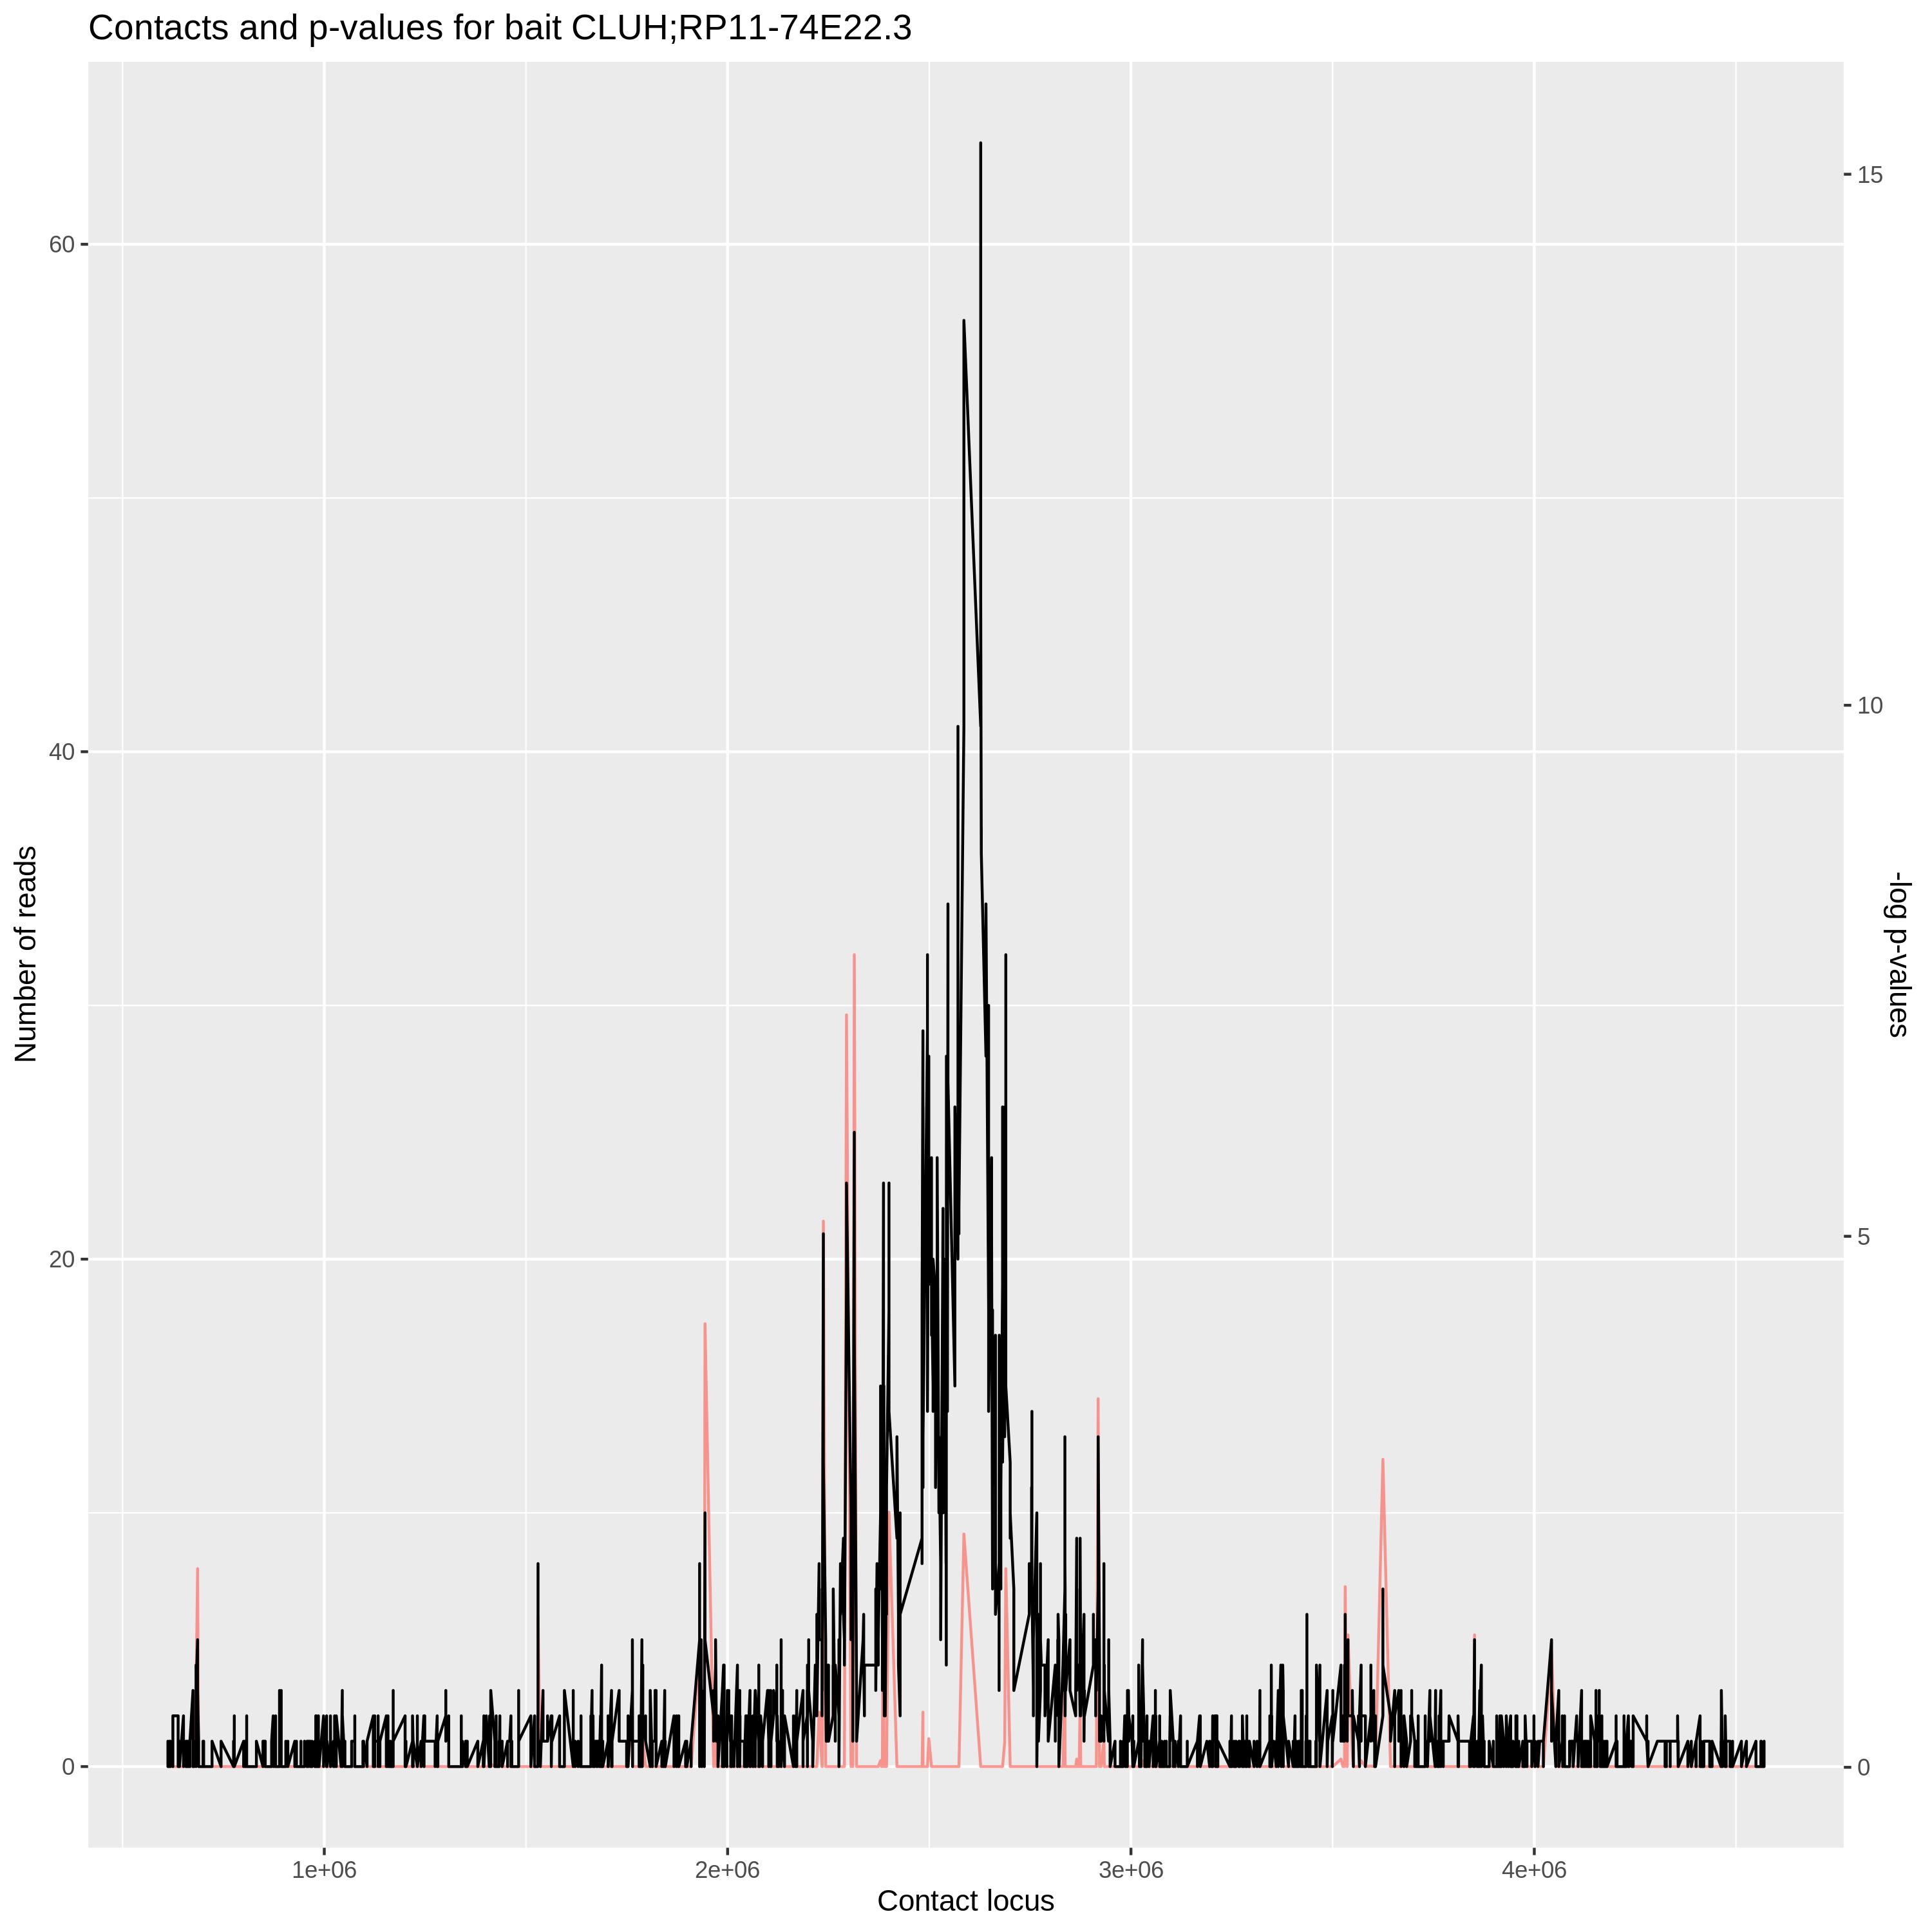 Contacts and p-values for bait CLUH;RP11-74E22.3
Number of reads
60
40
20
0
15
10
5
0
-log p-values
1e+06
2e+06
3e+06
4e+06
Contact locus